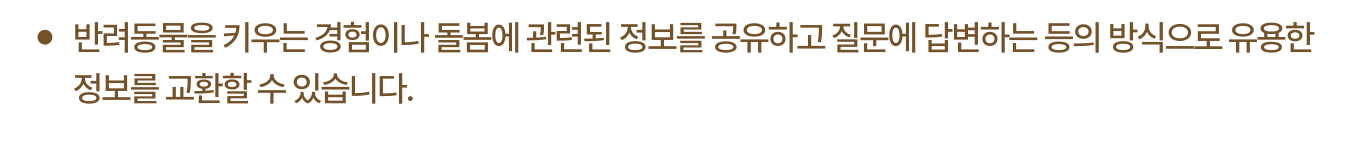 ● 반려동물을 키우는 경험이나 돌봄에 관련된 정보를 공유하고 질문에 답변하는 등의 방식으로 유용한
정보를 교환할 수 있습니다.